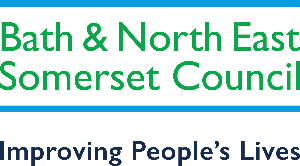 Bath & North East
Somerset Council
Improving People's Lives